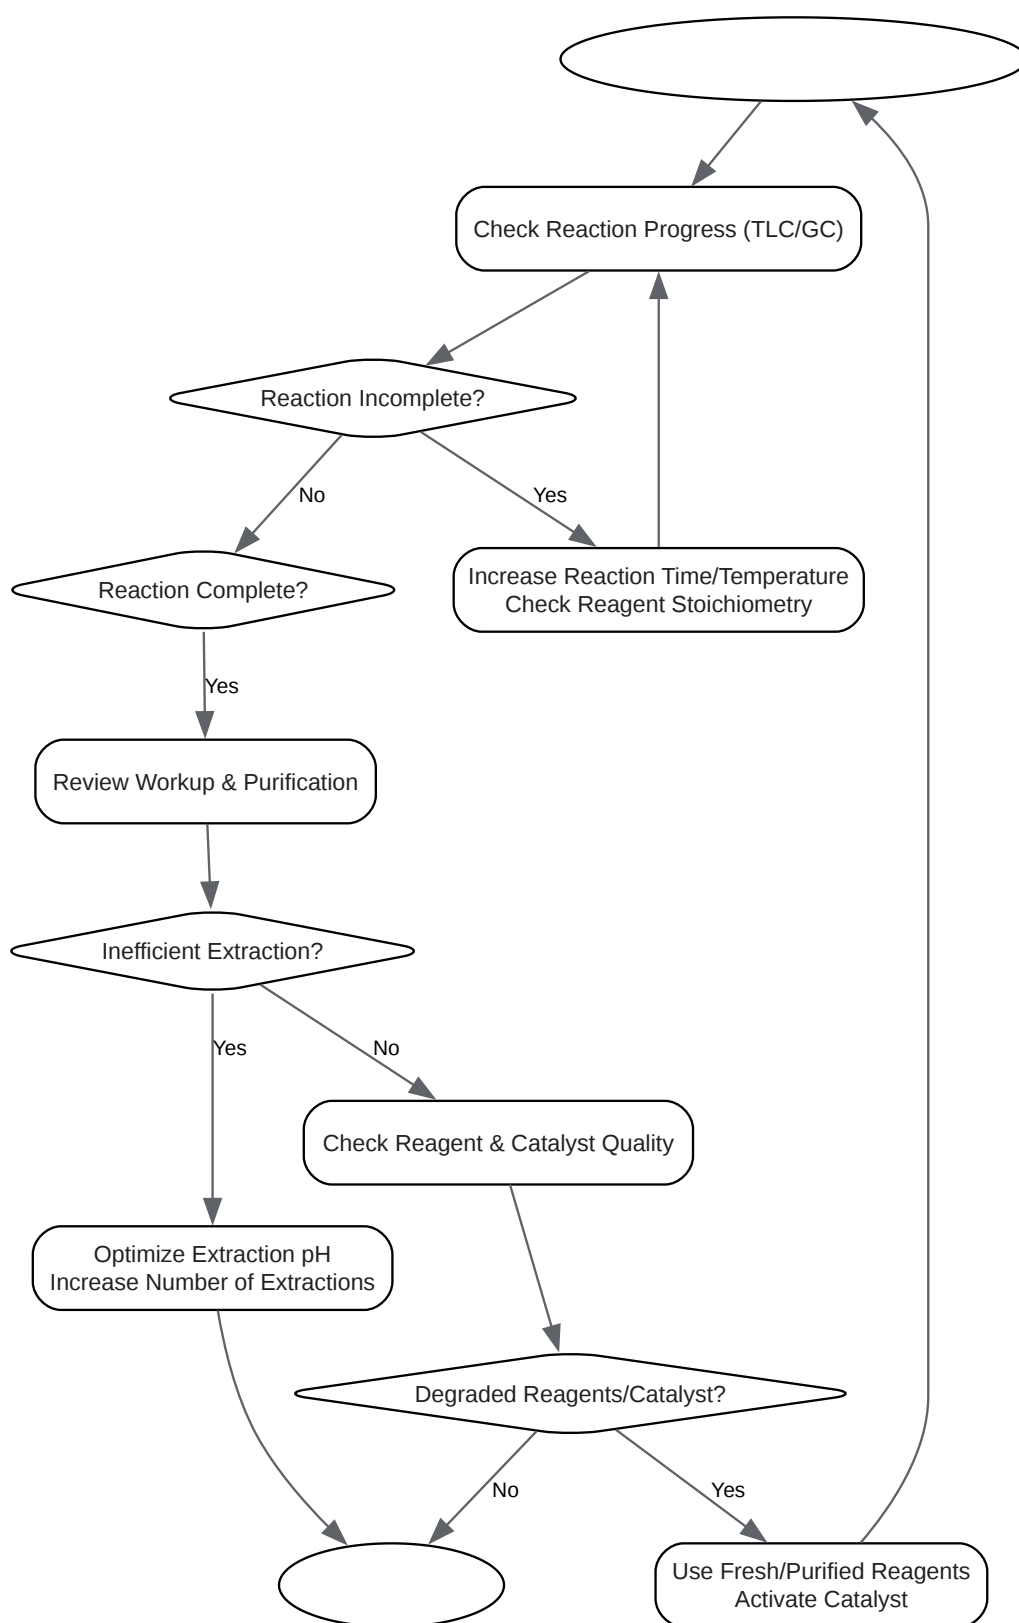 Check Reaction Progress (TLC/GC)
Reaction Incomplete?
No
Yes
Reaction Complete?
Increase Reaction Time/Temperature
Check Reagent Stoichiometry
Yes
Review Workup & Purification
Inefficient Extraction?
Yes
No
Check Reagent & Catalyst Quality
Optimize Extraction pH
Increase Number of Extractions
Degraded Reagents/Catalyst?
No
Yes
Use Fresh/Purified Reagents
Activate Catalyst